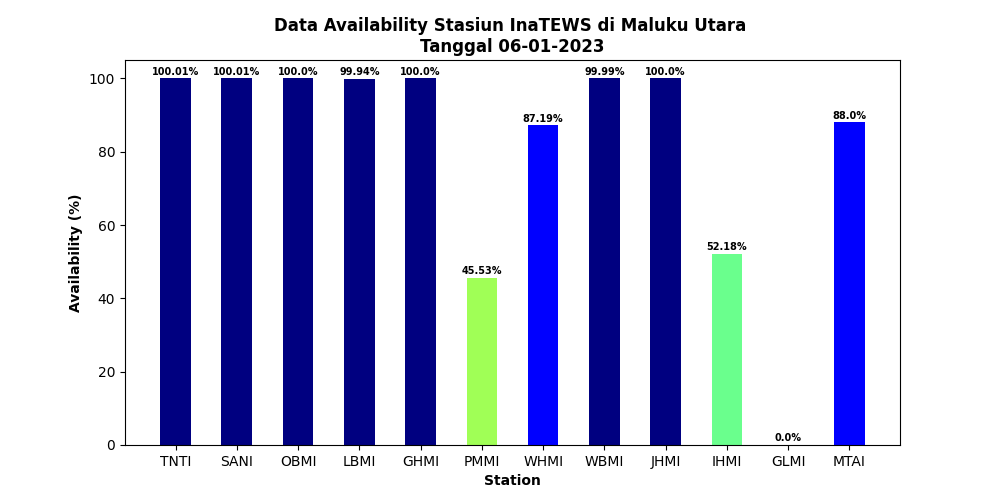 Data Availability Stasiun InaTEWS di Maluku Utara
Tanggal 06-01-2023
100.01% 100.01% 100.0% 99.94% 100.0% 45.53% 87.19% 99.99% 100.0% 52.18% 0.0% 88.0%
Availability (%)
100
80
60
40
20
0
TNTI SANI OBMI LBMI GHMI PMMI WHMI WBMI JHMI IHMI GLMI MTAI
Station